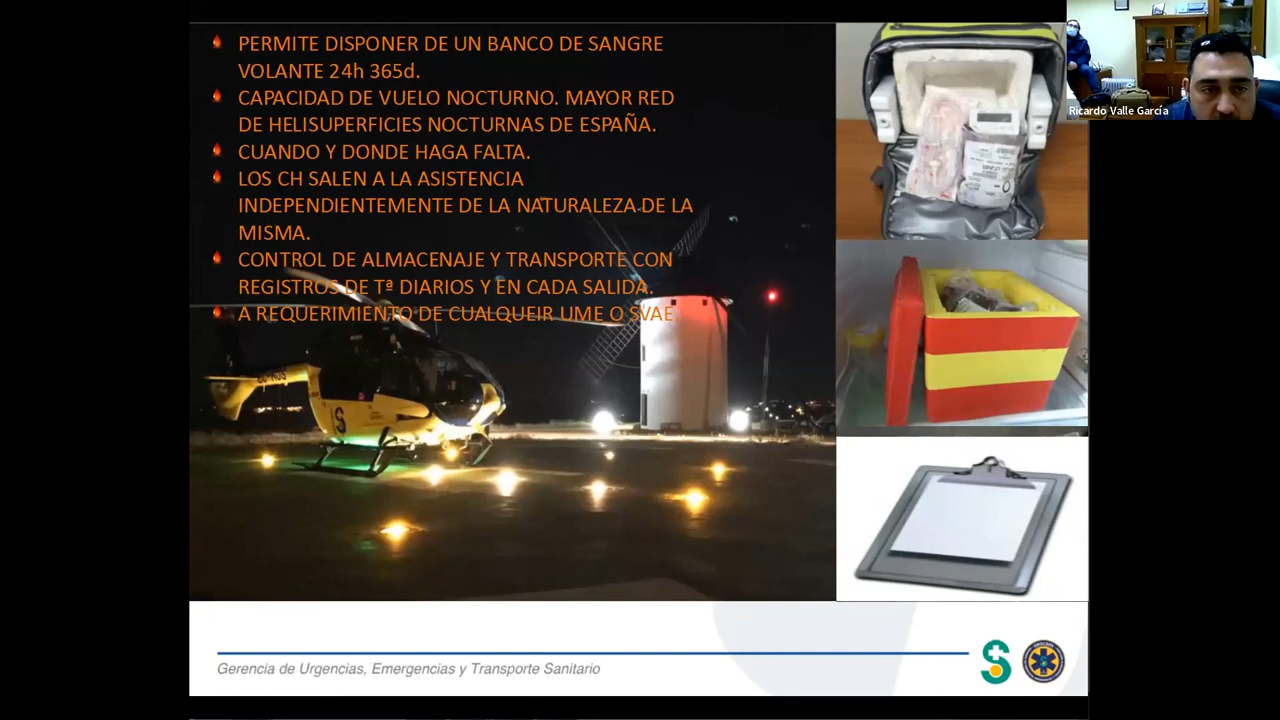 PERMITE DISPONER DE UN BANCO DE SANGRE
VOLANTE 24h 365d.
CAPACIDAD DE VUELO NOCTURNO. MAYOR RED
DE HELISUPERFICIES NOCTURNAS DE ESPAÑA.
CUANDO Y DONDE HAGA FALTA.
LOS CH SALEN A LA ASISTENCIA
INDEPENDIENTEMENTE DE LA NATURALEZA DE LA
MISMA.
CONTROL DE ALMACENAJE Y TRANSPORTE CON
REGISTROS DE Tª DIARIOS Y EN CADA SALIDA.
A REQUERIMIENTO DE CUALQUEIR UME O SVAE
Ricardo Valle García
Gerencia de Urgencias, Emergencias y Transporte Sanitario